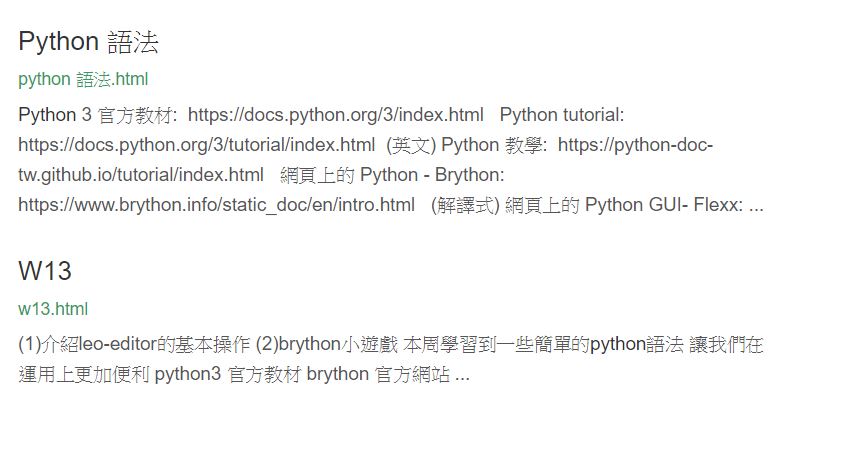 Python 語法
python 語法.html
Python 3 官方教材:  https://docs.python.org/3/index.html   Python tutorial:
https://docs.python.org/3/tutorial/index.html  (英文) Python 教學:  https://python-doc-
tw.github.io/tutorial/index.html   網頁上的 Python - Brython:
https://www.brython.info/static_doc/en/intro.html   (解譯式) 網頁上的 Python GUI- Flexx: ...
W13
w13.html
(1)介紹leo-editor的基本操作 (2)brython小遊戲 本周學習到一些簡單的python語法 讓我們在
運用上更加便利 python3 官方教材 brython 官方網站 ...